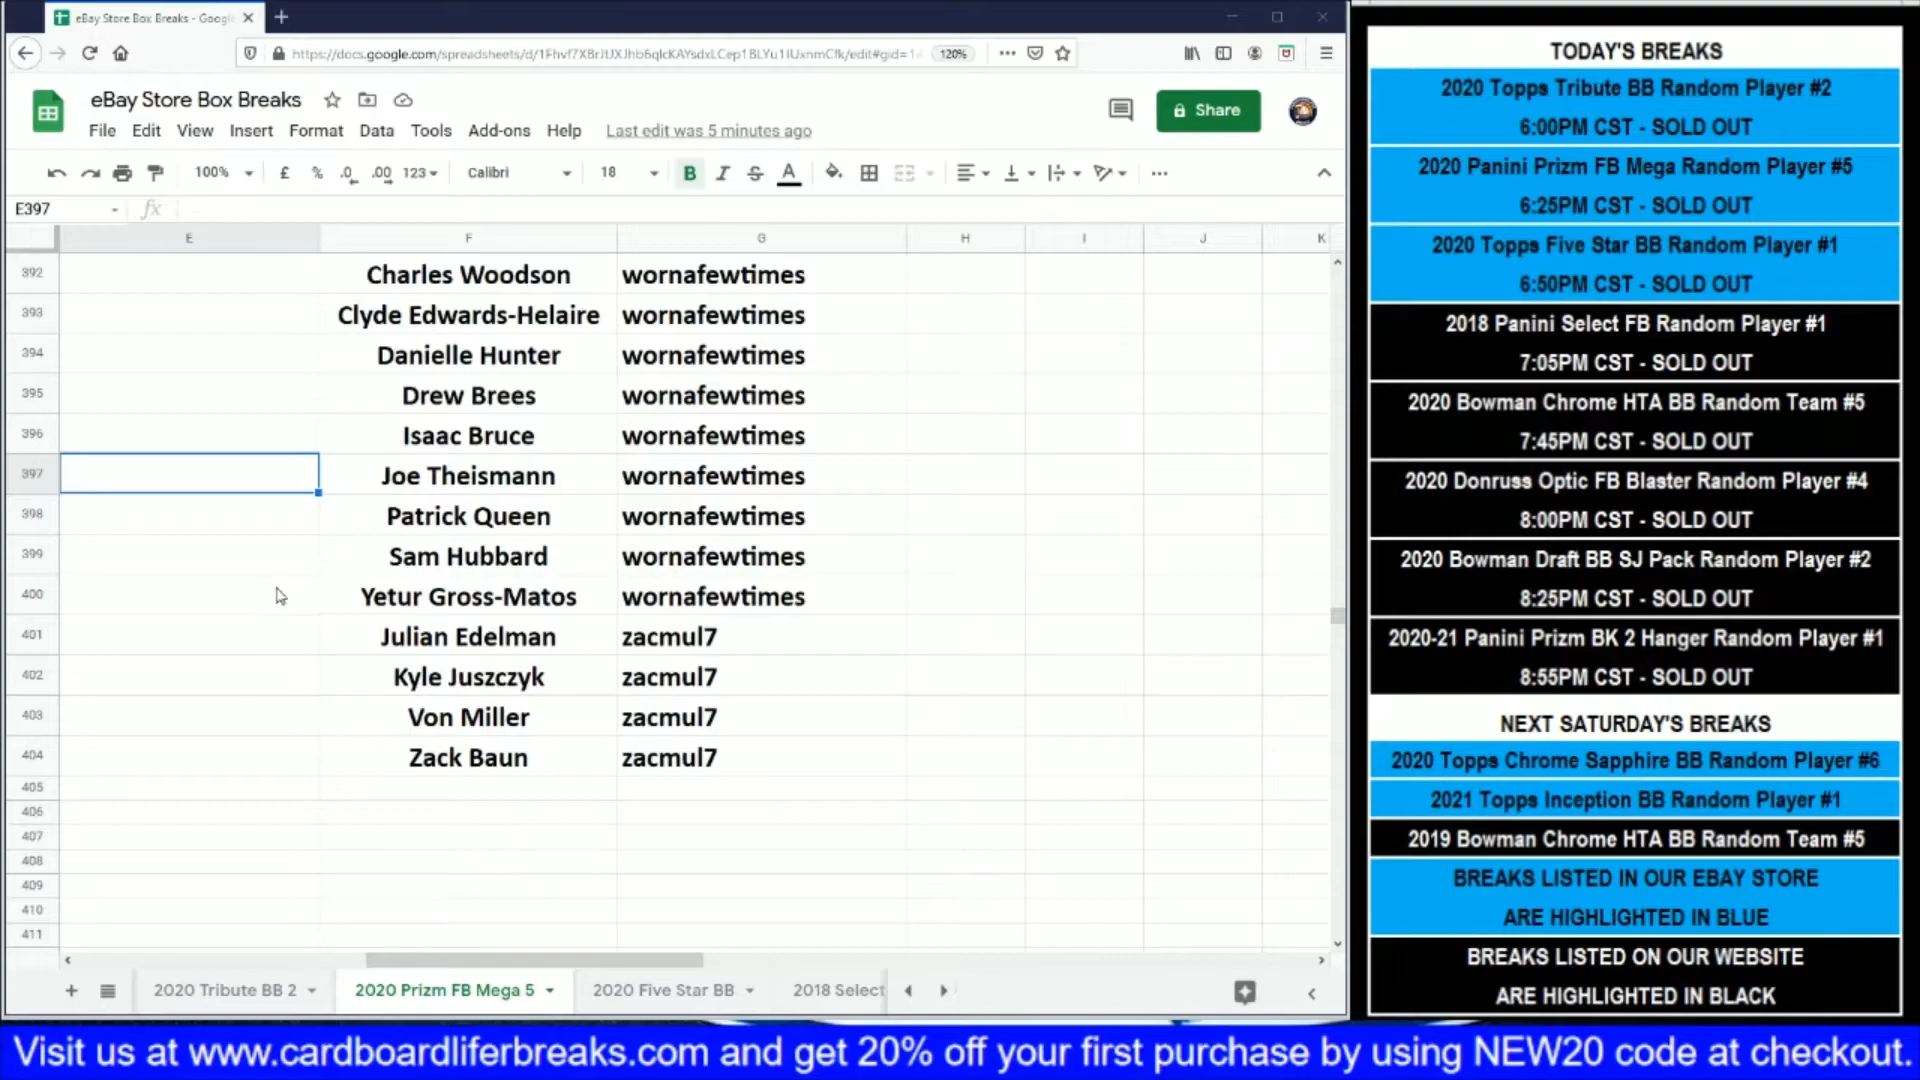 eBay Store Box Breaks - Googl
120%
eBay Store Box Breaks
File Edit View Insert Format Data Tools Add-ons Help Last edit was 5 minutes ago
Share
100% £ % .0 .00 123 Calibri 18 B I S A
E397 fx
E F G H I J K
392 Charles Woodson wornafewtimes
393 Clyde Edwards-Helaire wornafewtimes
394 Danielle Hunter wornafewtimes
395 Drew Brees wornafewtimes
396 Isaac Bruce wornafewtimes
397 Joe Theismann wornafewtimes
398 Patrick Queen wornafewtimes
399 Sam Hubbard wornafewtimes
400 Yetur Gross-Matos wornafewtimes
401 Julian Edelman zacmul7
402 Kyle Juszczyk zacmul7
403 Von Miller zacmul7
404 Zack Baun zacmul7
405
406
407
408
409
410
411
2020 Tribute BB 2 2020 Prizm FB Mega 5 2020 Five Star BB 2018 Select
TODAY'S BREAKS
2020 Topps Tribute BB Random Player #2
6:00PM CST - SOLD OUT
2020 Panini Prizm FB Mega Random Player #5
6:25PM CST - SOLD OUT
2020 Topps Five Star BB Random Player #1
6:50PM CST - SOLD OUT
2018 Panini Select FB Random Player #1
7:05PM CST - SOLD OUT
2020 Bowman Chrome HTA BB Random Team #5
7:45PM CST - SOLD OUT
2020 Donruss Optic FB Blaster Random Player #4
8:00PM CST - SOLD OUT
2020 Bowman Draft BB SJ Pack Random Player #2
8:25PM CST - SOLD OUT
2020-21 Panini Prizm BK 2 Hanger Random Player #1
8:55PM CST - SOLD OUT
NEXT SATURDAY'S BREAKS
2020 Topps Chrome Sapphire BB Random Player #6
2021 Topps Inception BB Random Player #1
2019 Bowman Chrome HTA BB Random Team #5
BREAKS LISTED IN OUR EBAY STORE
ARE HIGHLIGHTED IN BLUE
BREAKS LISTED ON OUR WEBSITE
ARE HIGHLIGHTED IN BLACK
Visit us at www.cardboardliferbreaks.com and get 20% off your first purchase by using NEW20 code at checkout.